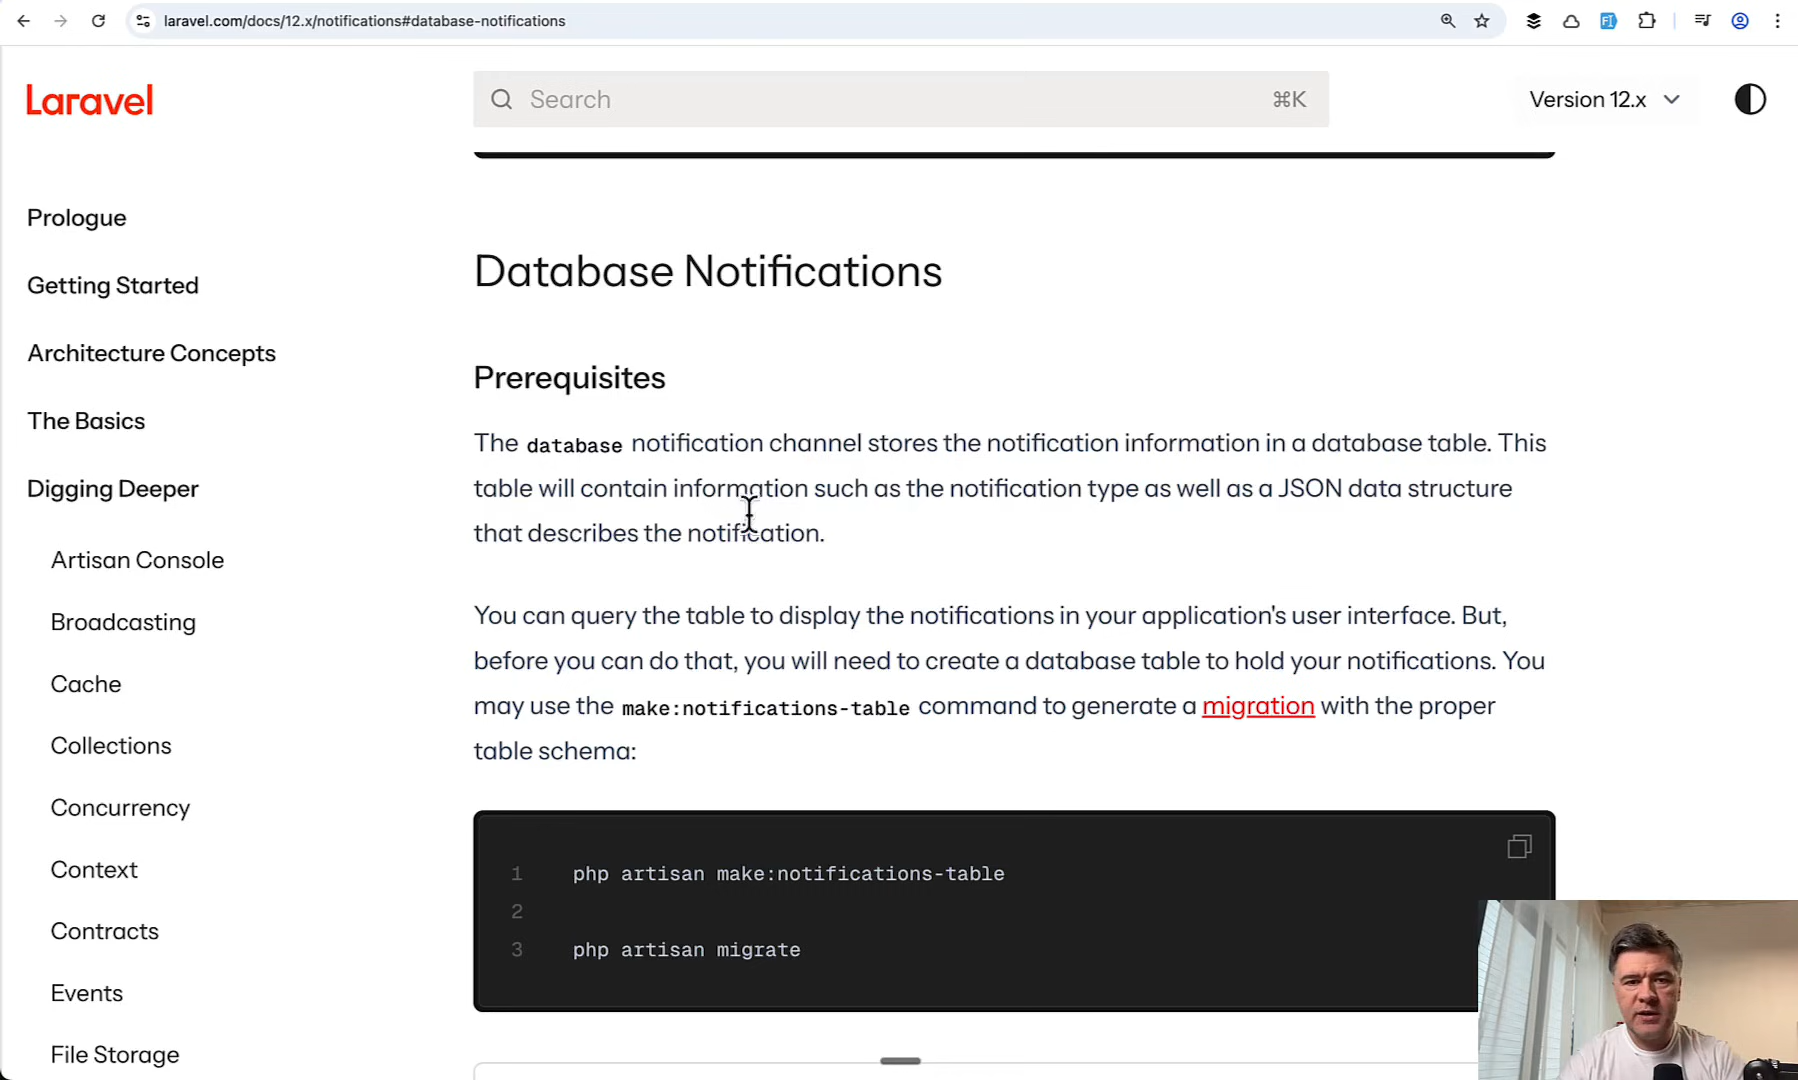 laravel.com/docs/12.x/notifications#database-notifications
Laravel
Search
⌘K
Version 12.x
Prologue
Getting Started
Architecture Concepts
The Basics
Digging Deeper
Artisan Console
Broadcasting
Cache
Collections
Concurrency
Context
Contracts
Events
File Storage
Database Notifications
Prerequisites
The database notification channel stores the notification information in a database table. This
table will contain information such as the notification type as well as a JSON data structure
that describes the notification.
You can query the table to display the notifications in your application's user interface. But,
before you can do that, you will need to create a database table to hold your notifications. You
may use the make:notifications-table command to generate a migration with the proper
table schema:
1 php artisan make:notifications-table
2
3 php artisan migrate